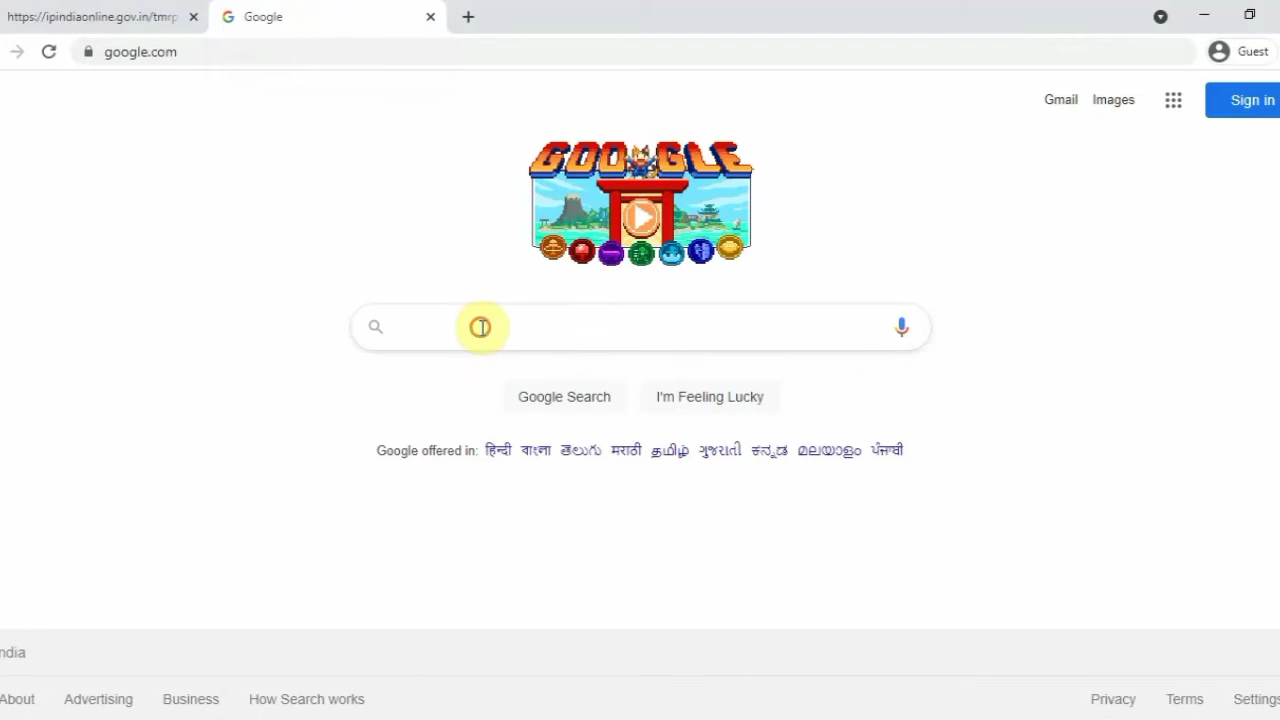 https://ipindiaonline.gov.in/tmrp
Google
google.com
Guest
Gmail Images
Sign in
GOOGLE
Google Search I'm Feeling Lucky
Google offered in: हिन्दी বাংলা తెలుగు मराठी தமிழ் ગુજરાતી ಕನ್ನಡ മലയാളം ਪੰਜਾਬੀ
ndia
About Advertising Business How Search works Privacy Terms Settings